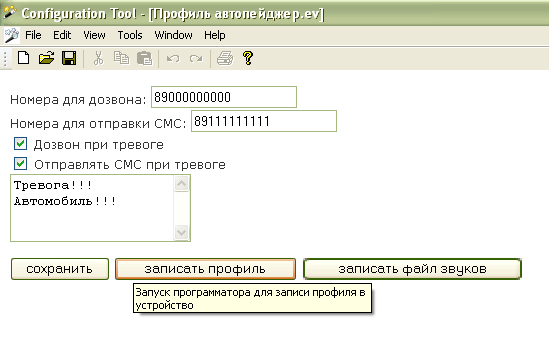 Configuration Tool - [Профиль автопейджер.ev]
File Edit View Tools Window Help
Номера для дозвона: 89000000000
Номера для отправки СМС: 89111111111
Дозвон при тревоге
Отправлять СМС при тревоге
Тревога!!!
Автомобиль!!!
сохранить записать профиль записать файл звуков
Запуск программатора для записи профиля в
устройство